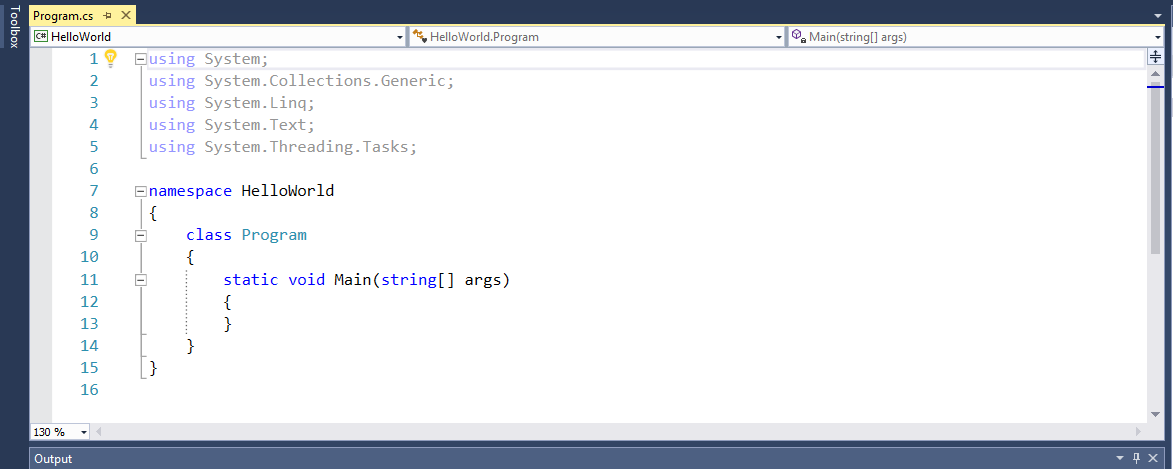 Toolbox
Program.cs
HelloWorld
HelloWorld.Program
Main(string[] args)
1 using System;
2 using System.Collections.Generic;
3 using System.Linq;
4 using System.Text;
5 using System.Threading.Tasks;
6
7 namespace HelloWorld
8 {
9 class Program
10 {
11 static void Main(string[] args)
12 {
13 }
14 }
15 }
16
130 %
Output